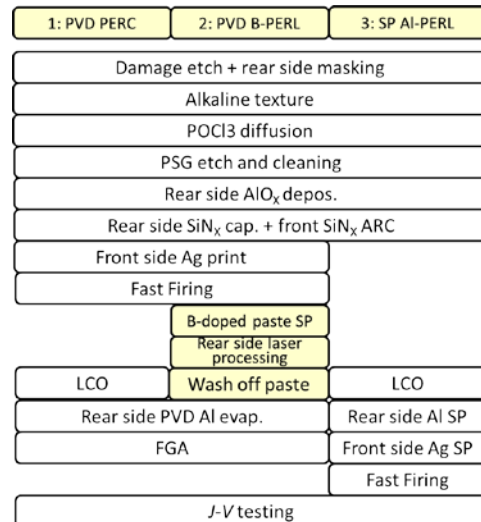 1: PVD PERC 2: PVD B-PERL 3: SP Al-PERL
Damage etch + rear side masking
Alkaline texture
POCl3 diffusion
PSG etch and cleaning
Rear side AlOx depos.
Rear side SiNx cap. + front SiNx ARC
Front side Ag print
Fast Firing
B-doped paste SP
Rear side laser
processing
LCO Wash off paste LCO
Rear side PVD Al evap. Rear side Al SP
FGA Front side Ag SP
Fast Firing
J-V testing